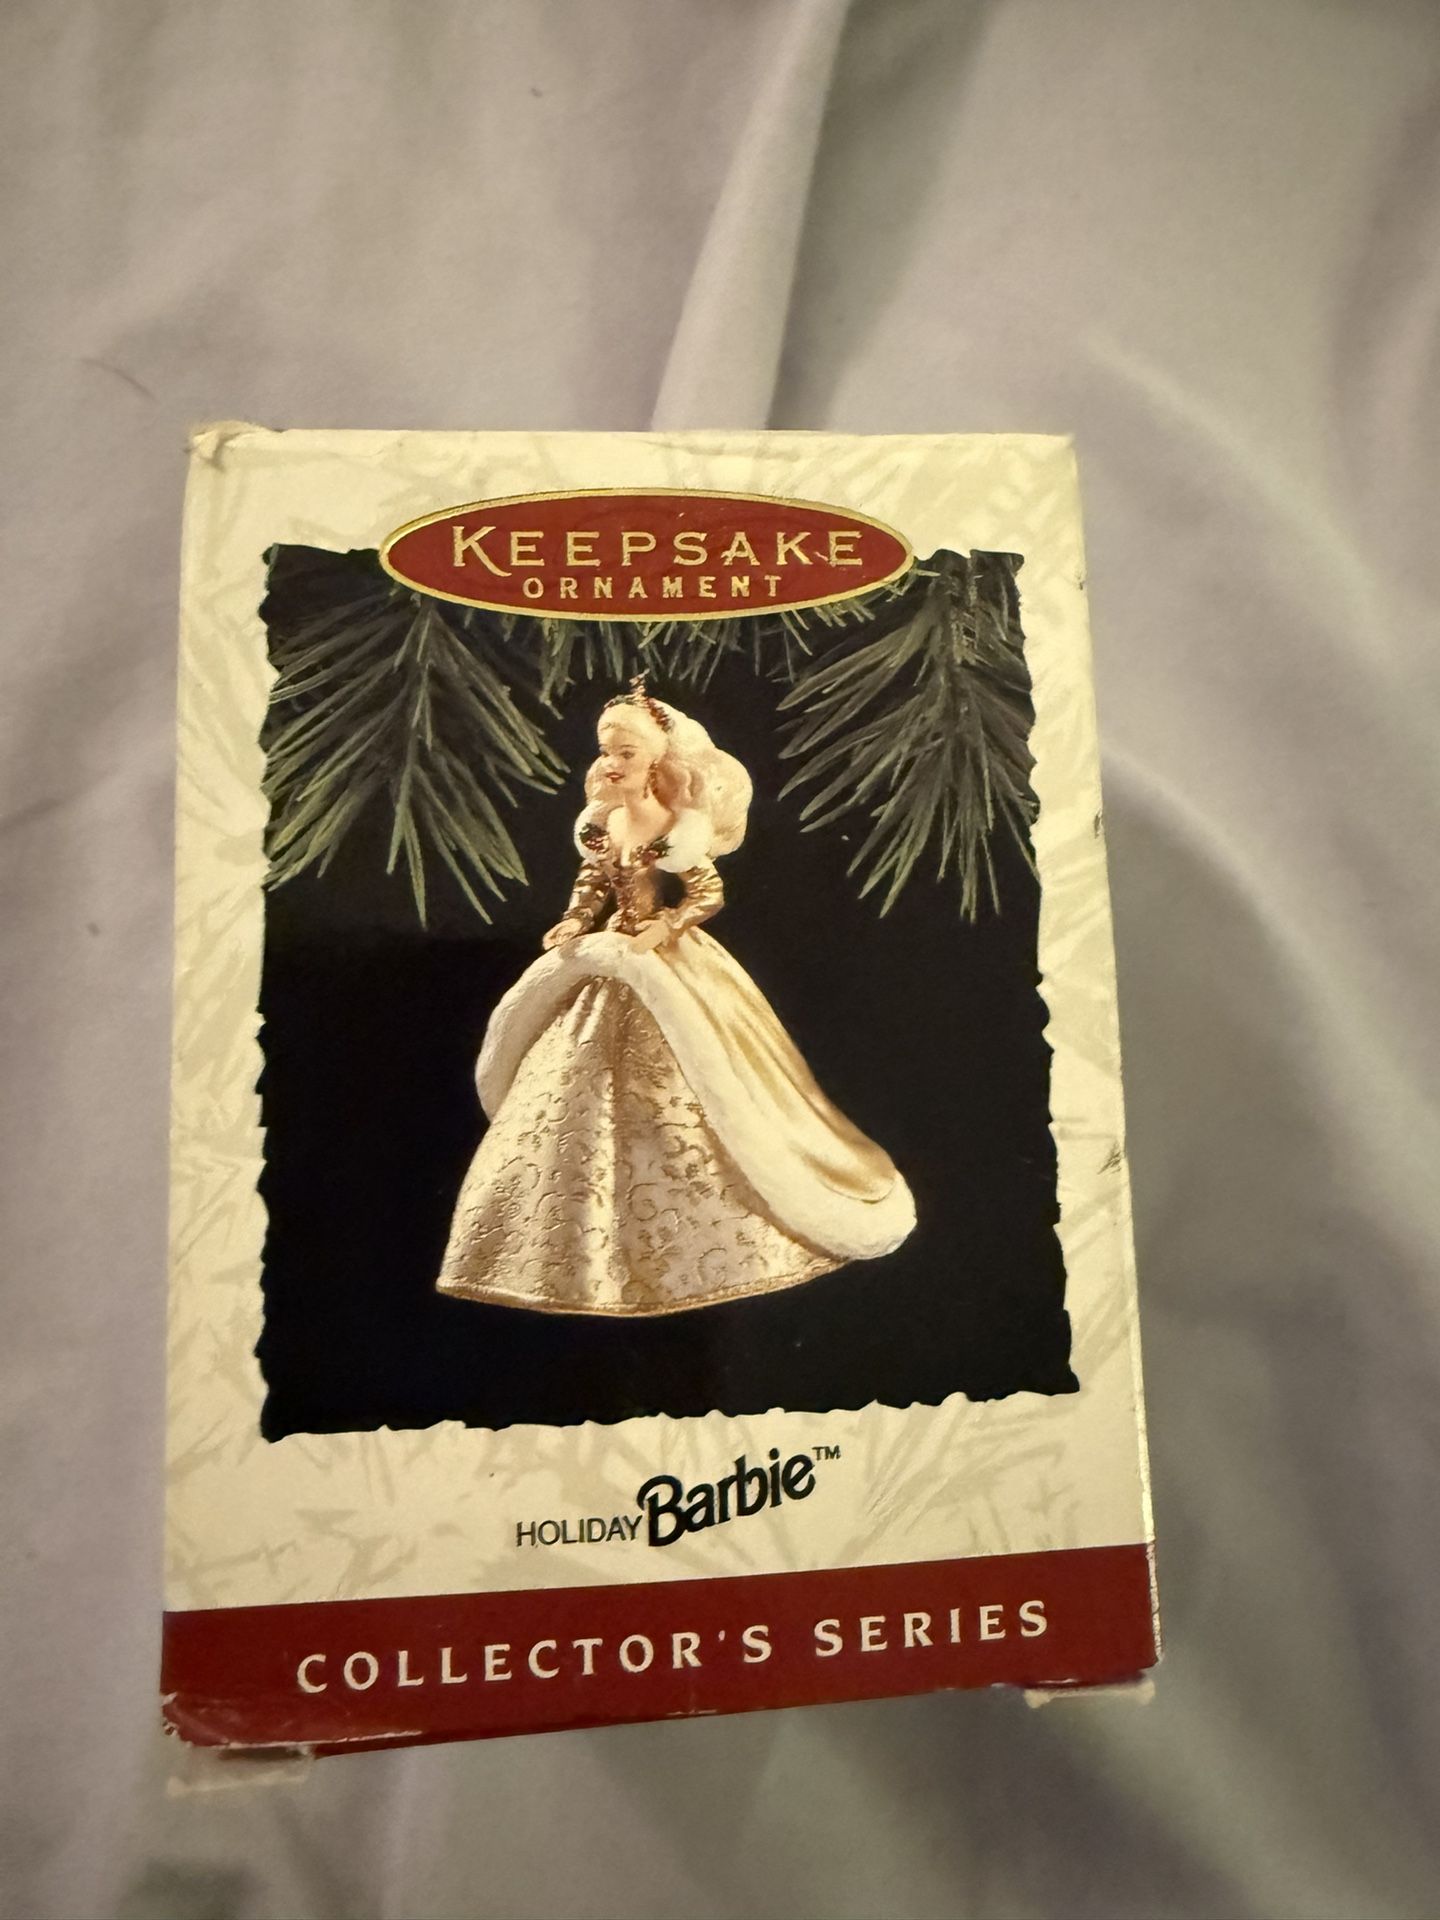 KEEPSAKE
ORNAMENT
HOLIDAY Barbie™
COLLECTOR'S SERIES